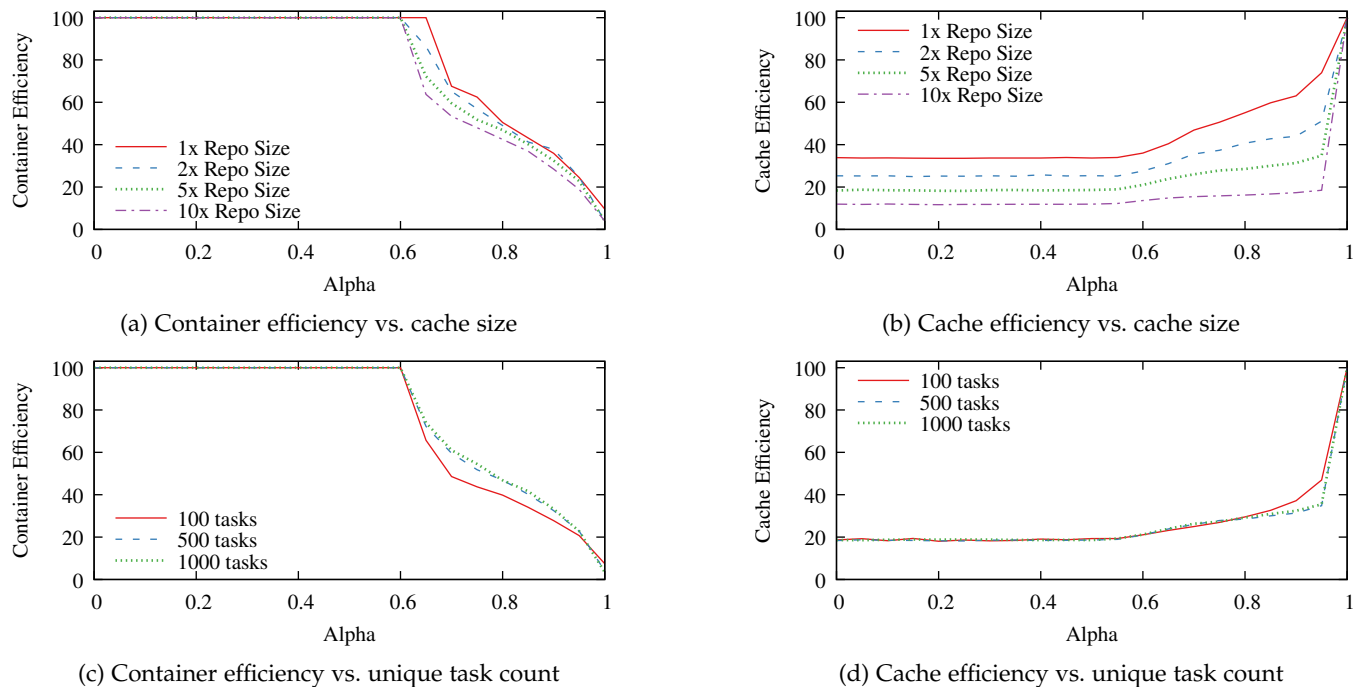 100
80
60
40
20
0
Container Efficiency
1x Repo Size
2x Repo Size
5x Repo Size
10x Repo Size
0 0.2 0.4 0.6 0.8 1
Alpha
(a) Container efficiency vs. cache size
100
80
60
40
20
0
Cache Efficiency
1x Repo Size
2x Repo Size
5x Repo Size
10x Repo Size
0 0.2 0.4 0.6 0.8 1
Alpha
(b) Cache efficiency vs. cache size
100
80
60
40
20
0
Container Efficiency
100 tasks
500 tasks
1000 tasks
0 0.2 0.4 0.6 0.8 1
Alpha
(c) Container efficiency vs. unique task count
100
80
60
40
20
0
Cache Efficiency
100 tasks
500 tasks
1000 tasks
0 0.2 0.4 0.6 0.8 1
Alpha
(d) Cache efficiency vs. unique task count